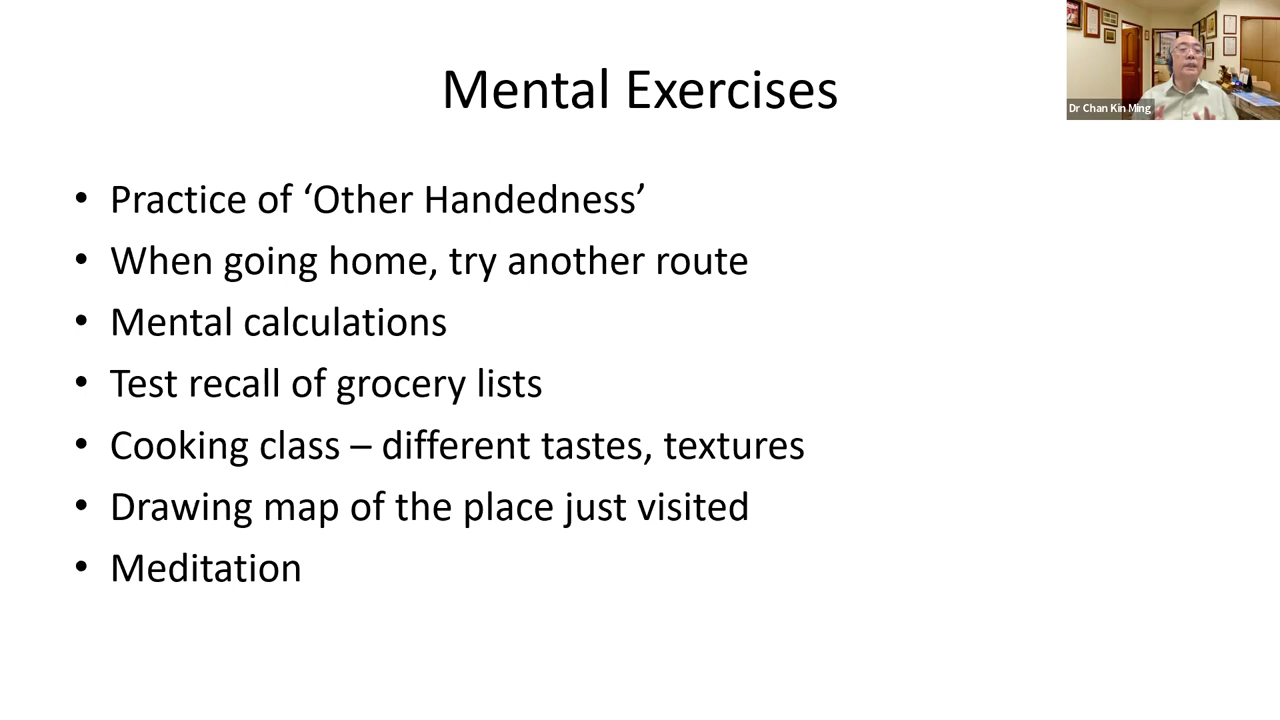 Mental Exercises
Dr Chan Kin Ming
• Practice of ‘Other Handedness’
• When going home, try another route
• Mental calculations
• Test recall of grocery lists
• Cooking class – different tastes, textures
• Drawing map of the place just visited
• Meditation